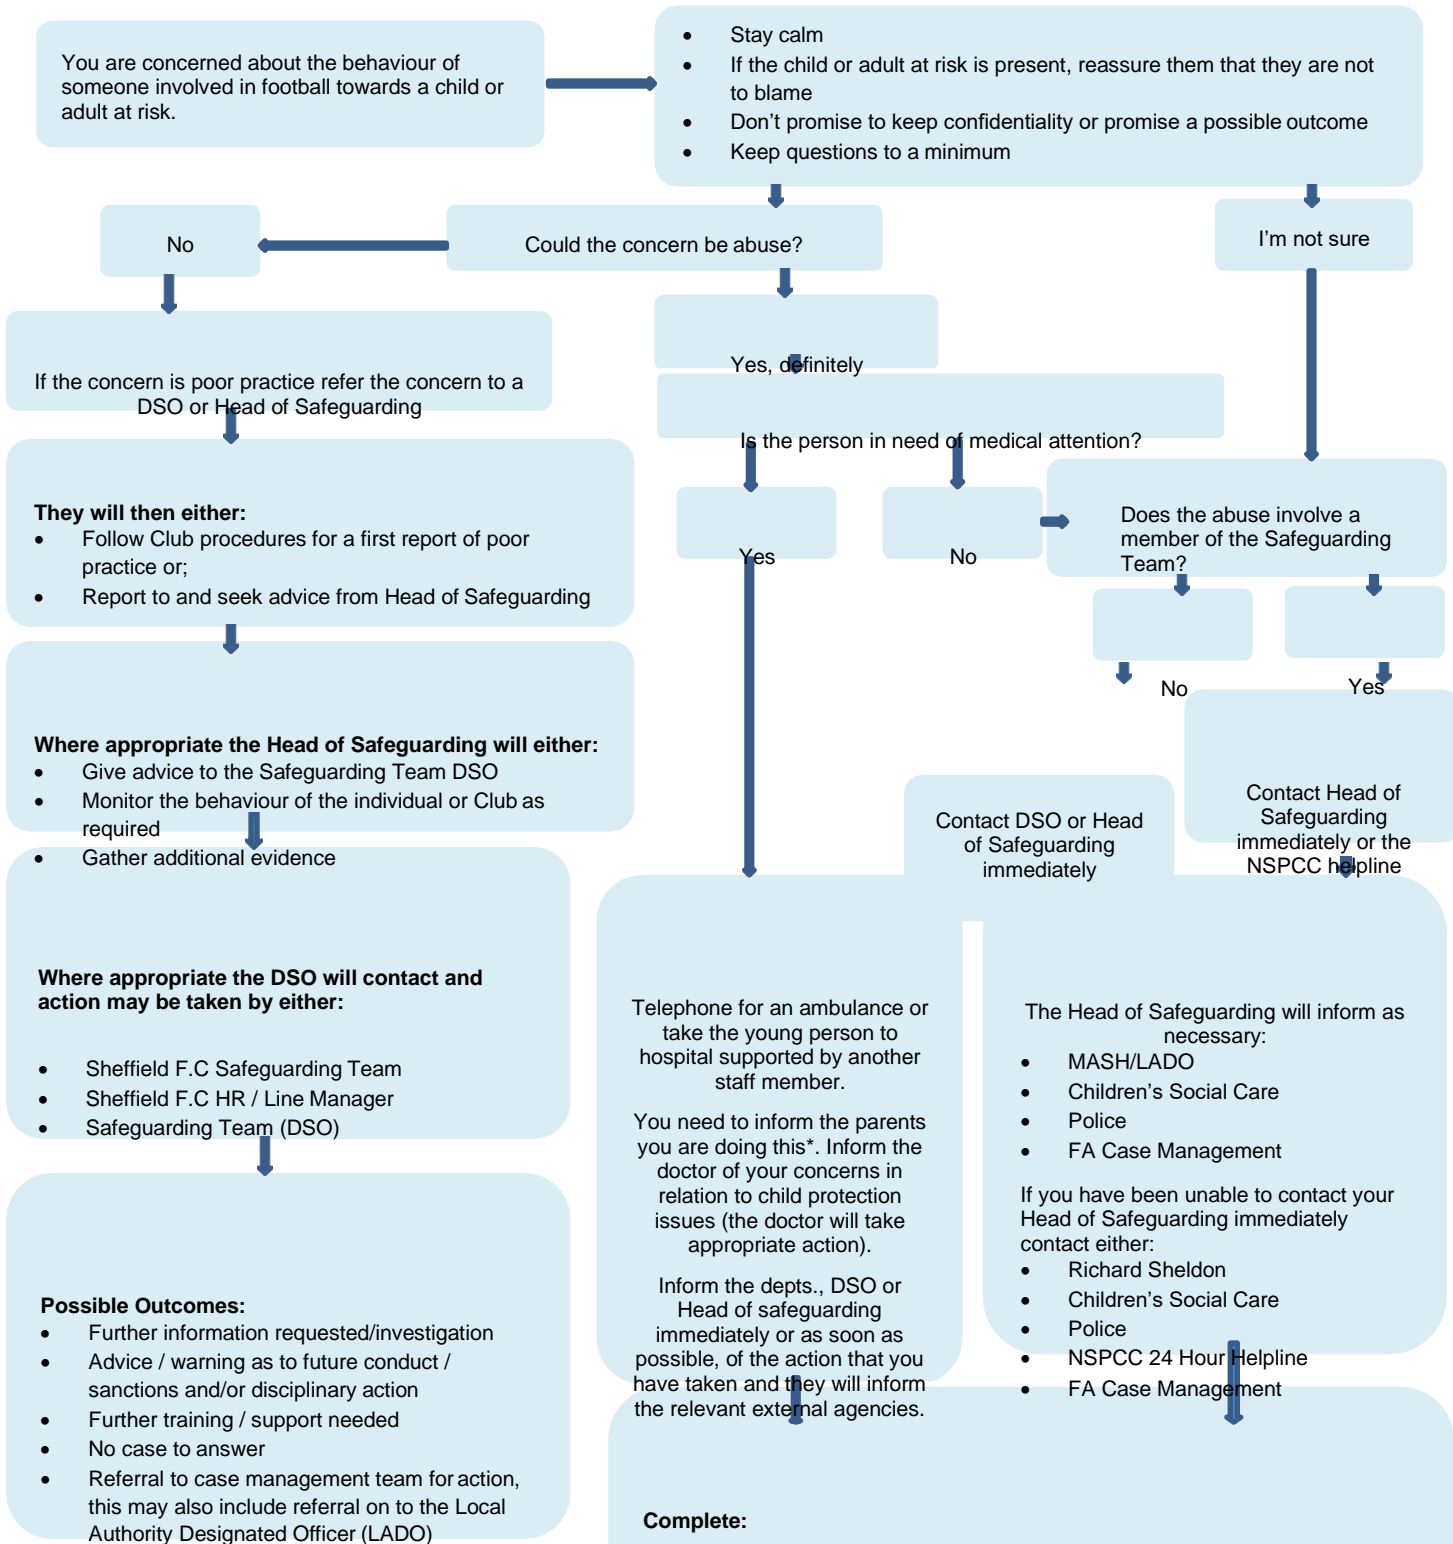 You are concerned about the behaviour of
someone involved in football towards a child or
adult at risk.
• Stay calm
• If the child or adult at risk is present, reassure them that they are not
to blame
• Don’t promise to keep confidentiality or promise a possible outcome
• Keep questions to a minimum
No
Could the concern be abuse?
I’m not sure
If the concern is poor practice refer the concern to a
DSO or Head of Safeguarding
Yes, definitely
Is the person in need of medical attention?
They will then either:
• Follow Club procedures for a first report of poor
practice or;
• Report to and seek advice from Head of Safeguarding
Yes
No
Does the abuse involve a
member of the Safeguarding
Team?
No
Yes
Where appropriate the Head of Safeguarding will either:
• Give advice to the Safeguarding Team DSO
• Monitor the behaviour of the individual or Club as
required
• Gather additional evidence
Contact DSO or Head
of Safeguarding
immediately
Contact Head of
Safeguarding
immediately or the
NSPCC helpline
Where appropriate the DSO will contact and
action may be taken by either:
• Sheffield F.C Safeguarding Team
• Sheffield F.C HR / Line Manager
• Safeguarding Team (DSO)
Telephone for an ambulance or
take the young person to
hospital supported by another
staff member.
You need to inform the parents
you are doing this*. Inform the
doctor of your concerns in
relation to child protection
issues (the doctor will take
appropriate action).
Inform the depts., DSO or
Head of safeguarding
immediately or as soon as
possible, of the action that you
have taken and they will inform
the relevant external agencies.
The Head of Safeguarding will inform as
necessary:
• MASH/LADO
• Children’s Social Care
• Police
• FA Case Management
If you have been unable to contact your
Head of Safeguarding immediately
contact either:
• Richard Sheldon
• Children’s Social Care
• Police
• NSPCC 24 Hour Helpline
• FA Case Management
Possible Outcomes:
• Further information requested/investigation
• Advice / warning as to future conduct /
sanctions and/or disciplinary action
• Further training / support needed
• No case to answer
• Referral to case management team for action,
this may also include referral on to the Local
Authority Designated Officer (LADO)
Complete: